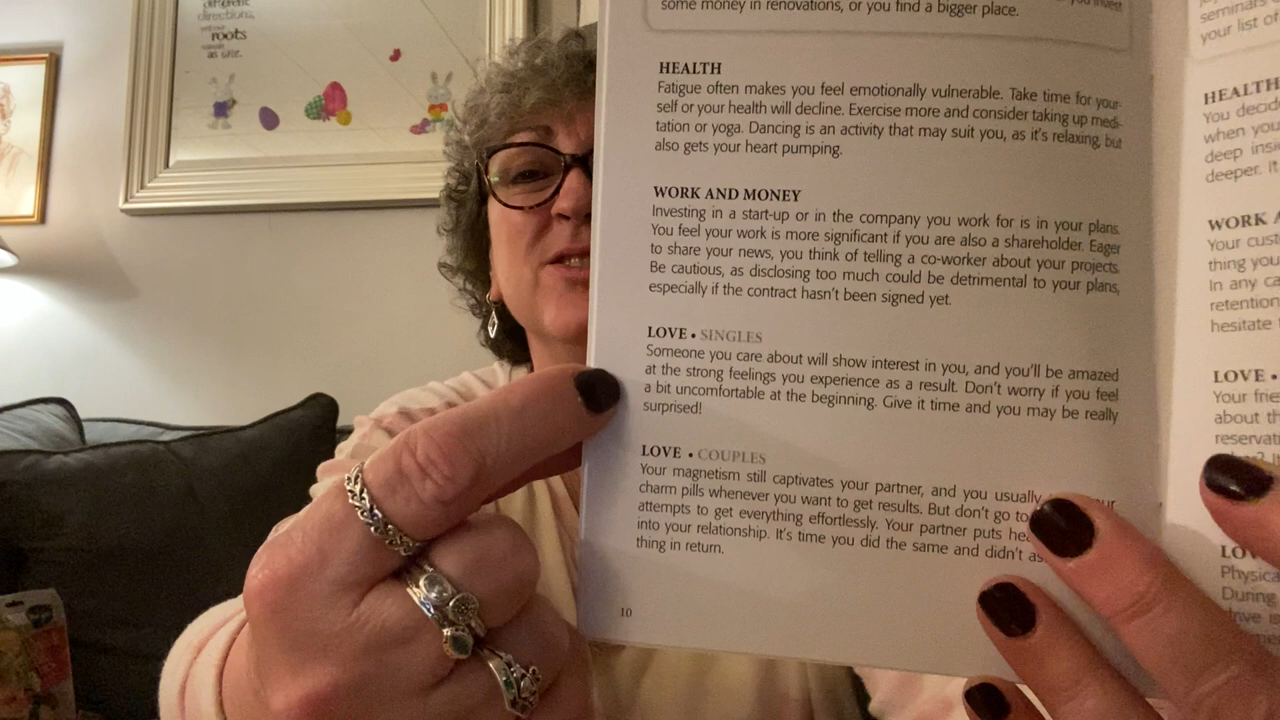 different
directions,
roots
as one.
some money in renovations, or you find a bigger place.
you invest
HEALTH
Fatigue often makes you feel emotionally vulnerable. Take time for your-
self or your health will decline. Exercise more and consider taking up medi-
tation or yoga. Dancing is an activity that may suit you, as it's relaxing, but
also gets your heart pumping.
WORK AND MONEY
Investing in a start-up or in the company you work for is in your plans.
You feel your work is more significant if you are also a shareholder. Eager
to share your news, you think of telling a co-worker about your projects.
Be cautious, as disclosing too much could be detrimental to your plans,
especially if the contract hasn't been signed yet.
LOVE • SINGLES
Someone you care about will show interest in you, and you'll be amazed
at the strong feelings you experience as a result. Don't worry if you feel
a bit uncomfortable at the beginning. Give it time and you may be really
surprised!
LOVE • COUPLES
Your magnetism still captivates your partner, and you usually
charm pills whenever you want to get results. But don't go to
attempts to get everything effortlessly. Your partner puts
into your relationship. It's time you did the same and didn't
thing in return.
10
seminars
your list of
HEALTH
You decid
when you
deep insi
deeper. It
WORK
Your cust
thing you
In any ca
retention
hesitate
LOVE •
Your frie
about th
reservati
LOV
Physica
During